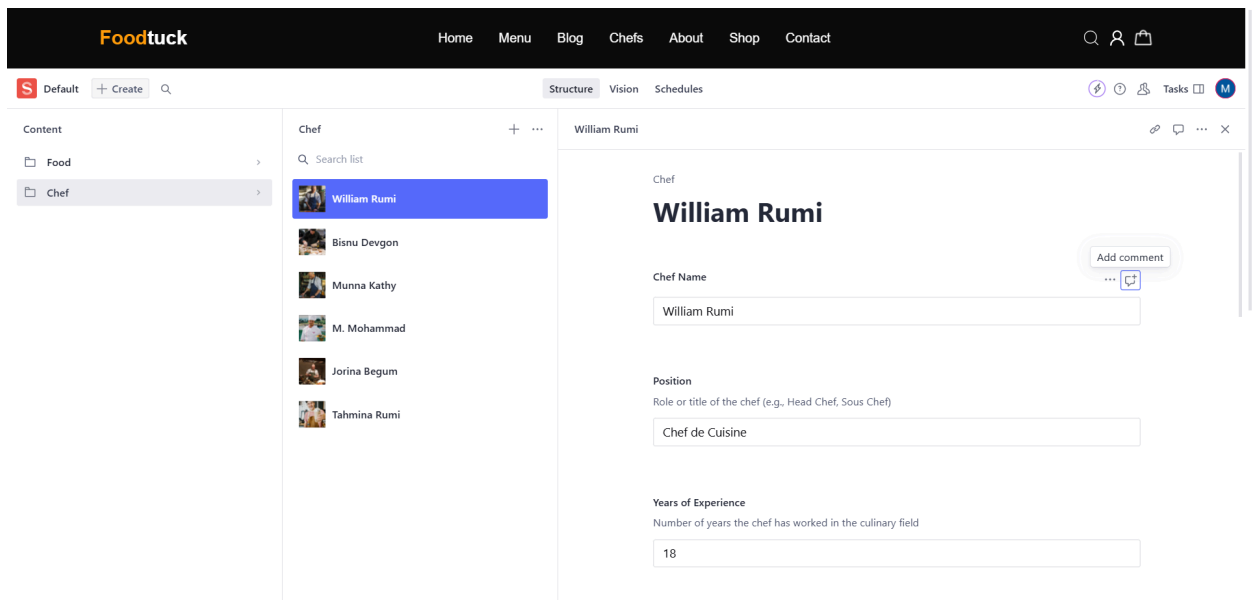 Foodtuck
Home Menu Blog Chefs About Shop Contact
S Default + Create
Structure Vision Schedules
Tasks M
Content
Food
Chef
Chef
Search list
William Rumi
Bisnu Devgon
Munna Kathy
M. Mohammad
Jorina Begum
Tahmina Rumi
William Rumi
Chef
William Rumi
Add comment
Chef Name
William Rumi
Position
Role or title of the chef (e.g., Head Chef, Sous Chef)
Chef de Cuisine
Years of Experience
Number of years the chef has worked in the culinary field
18